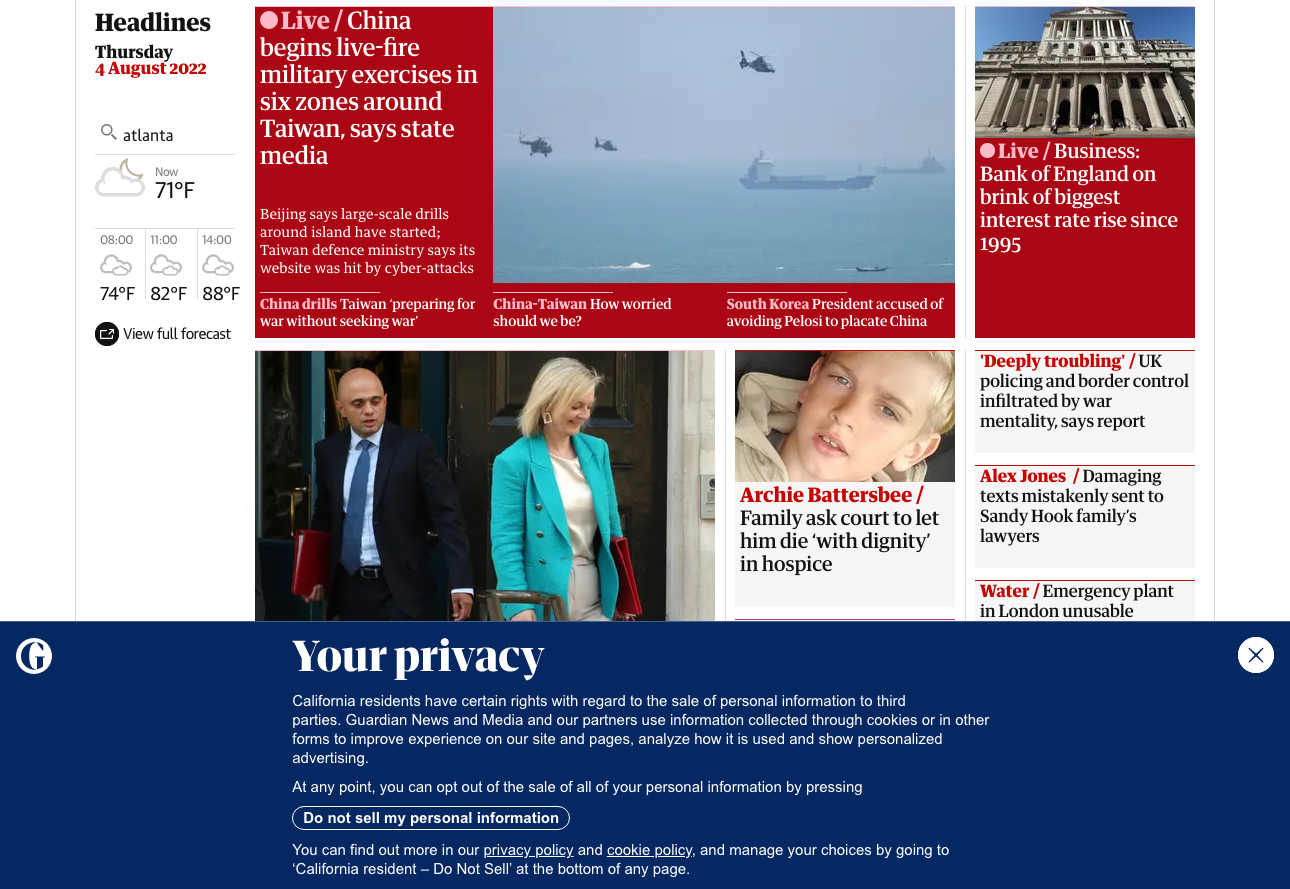 Headlines
Thursday
4 August 2022
atlanta
Now
71°F
08:00
74°F
11:00
82°F
14:00
88°F
View full forecast
Live / China
begins live-fire
military exercises in
six zones around
Taiwan, says state
media
Beijing says large-scale drills
around island have started;
Taiwan defence ministry says its
website was hit by cyber-attacks
China drills Taiwan ‘preparing for
war without seeking war’
China-Taiwan How worried
should we be?
South Korea President accused of
avoiding Pelosi to placate China
Live / Business:
Bank of England on
brink of biggest
interest rate rise since
1995
Archie Battersbee /
Family ask court to let
him die ‘with dignity’
in hospice
'Deeply troubling' / UK
policing and border control
infiltrated by war
mentality, says report
Alex Jones / Damaging
texts mistakenly sent to
Sandy Hook family’s
lawyers
Water / Emergency plant
in London unusable
Your privacy
California residents have certain rights with regard to the sale of personal information to third
parties. Guardian News and Media and our partners use information collected through cookies or in other
forms to improve experience on our site and pages, analyze how it is used and show personalized
advertising.
At any point, you can opt out of the sale of all of your personal information by pressing
Do not sell my personal information
You can find out more in our privacy policy and cookie policy, and manage your choices by going to
‘California resident – Do Not Sell’ at the bottom of any page.